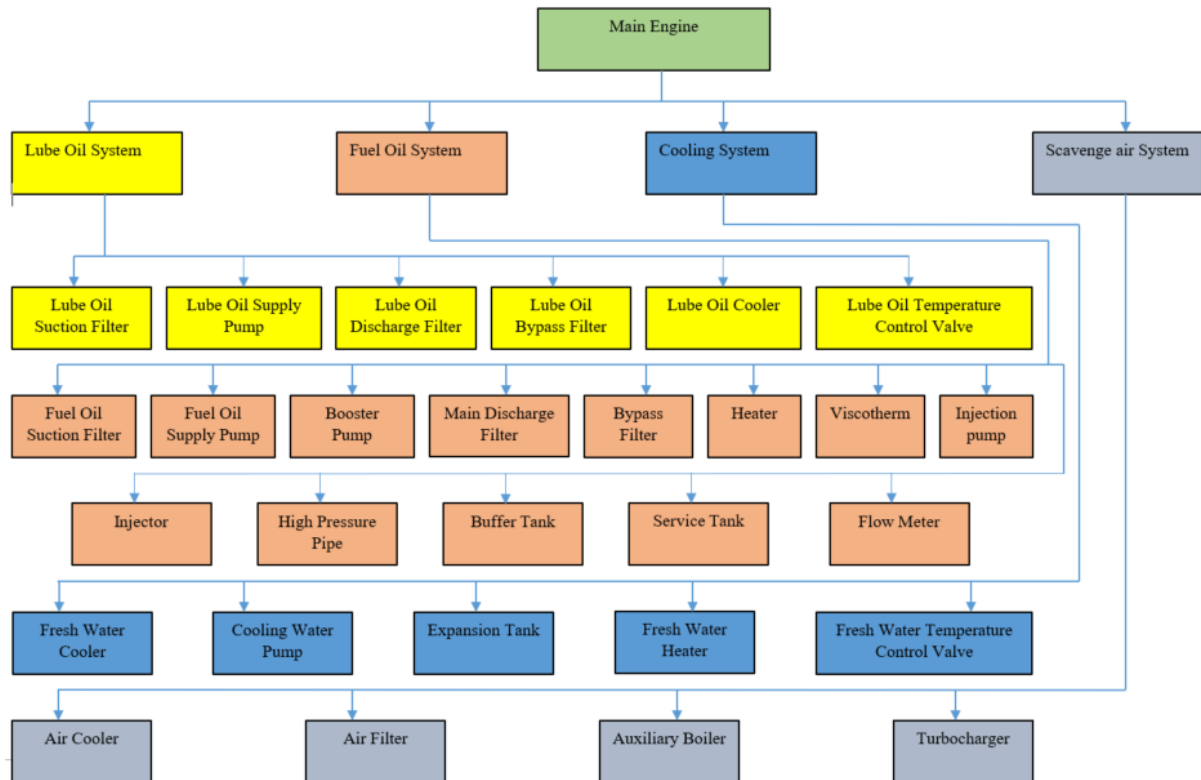 Main Engine
Lube Oil System
Fuel Oil System
Cooling System
Scavenge air System
Lube Oil
Suction Filter
Lube Oil Supply
Pump
Lube Oil
Discharge Filter
Lube Oil
Bypass Filter
Lube Oil Cooler
Lube Oil Temperature
Control Valve
Fuel Oil
Suction Filter
Fuel Oil
Supply Pump
Booster
Pump
Main Discharge
Filter
Bypass
Filter
Heater
Viscotherm
Injection
pump
Injector
High Pressure
Pipe
Buffer Tank
Service Tank
Flow Meter
Fresh Water
Cooler
Cooling Water
Pump
Expansion Tank
Fresh Water
Heater
Fresh Water Temperature
Control Valve
Air Cooler
Air Filter
Auxiliary Boiler
Turbocharger